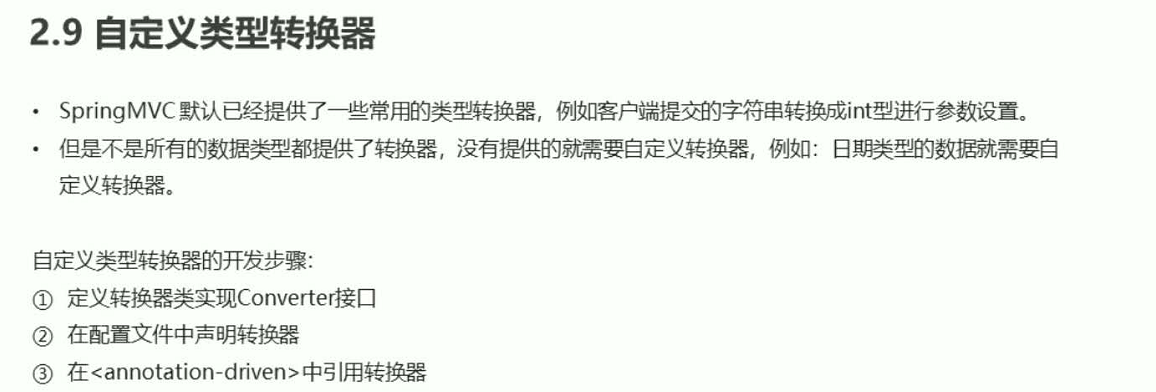 2.9 自定义类型转换器
• SpringMVC 默认已经提供了一些常用的类型转换器，例如客户端提交的字符串转换成int型进行参数设置。
• 但是不是所有的数据类型都提供了转换器，没有提供的就需要自定义转换器，例如：日期类型的数据就需要自
定义转换器。
自定义类型转换器的开发步骤：
① 定义转换器类实现Converter接口
② 在配置文件中声明转换器
③ 在<annotation-driven>中引用转换器